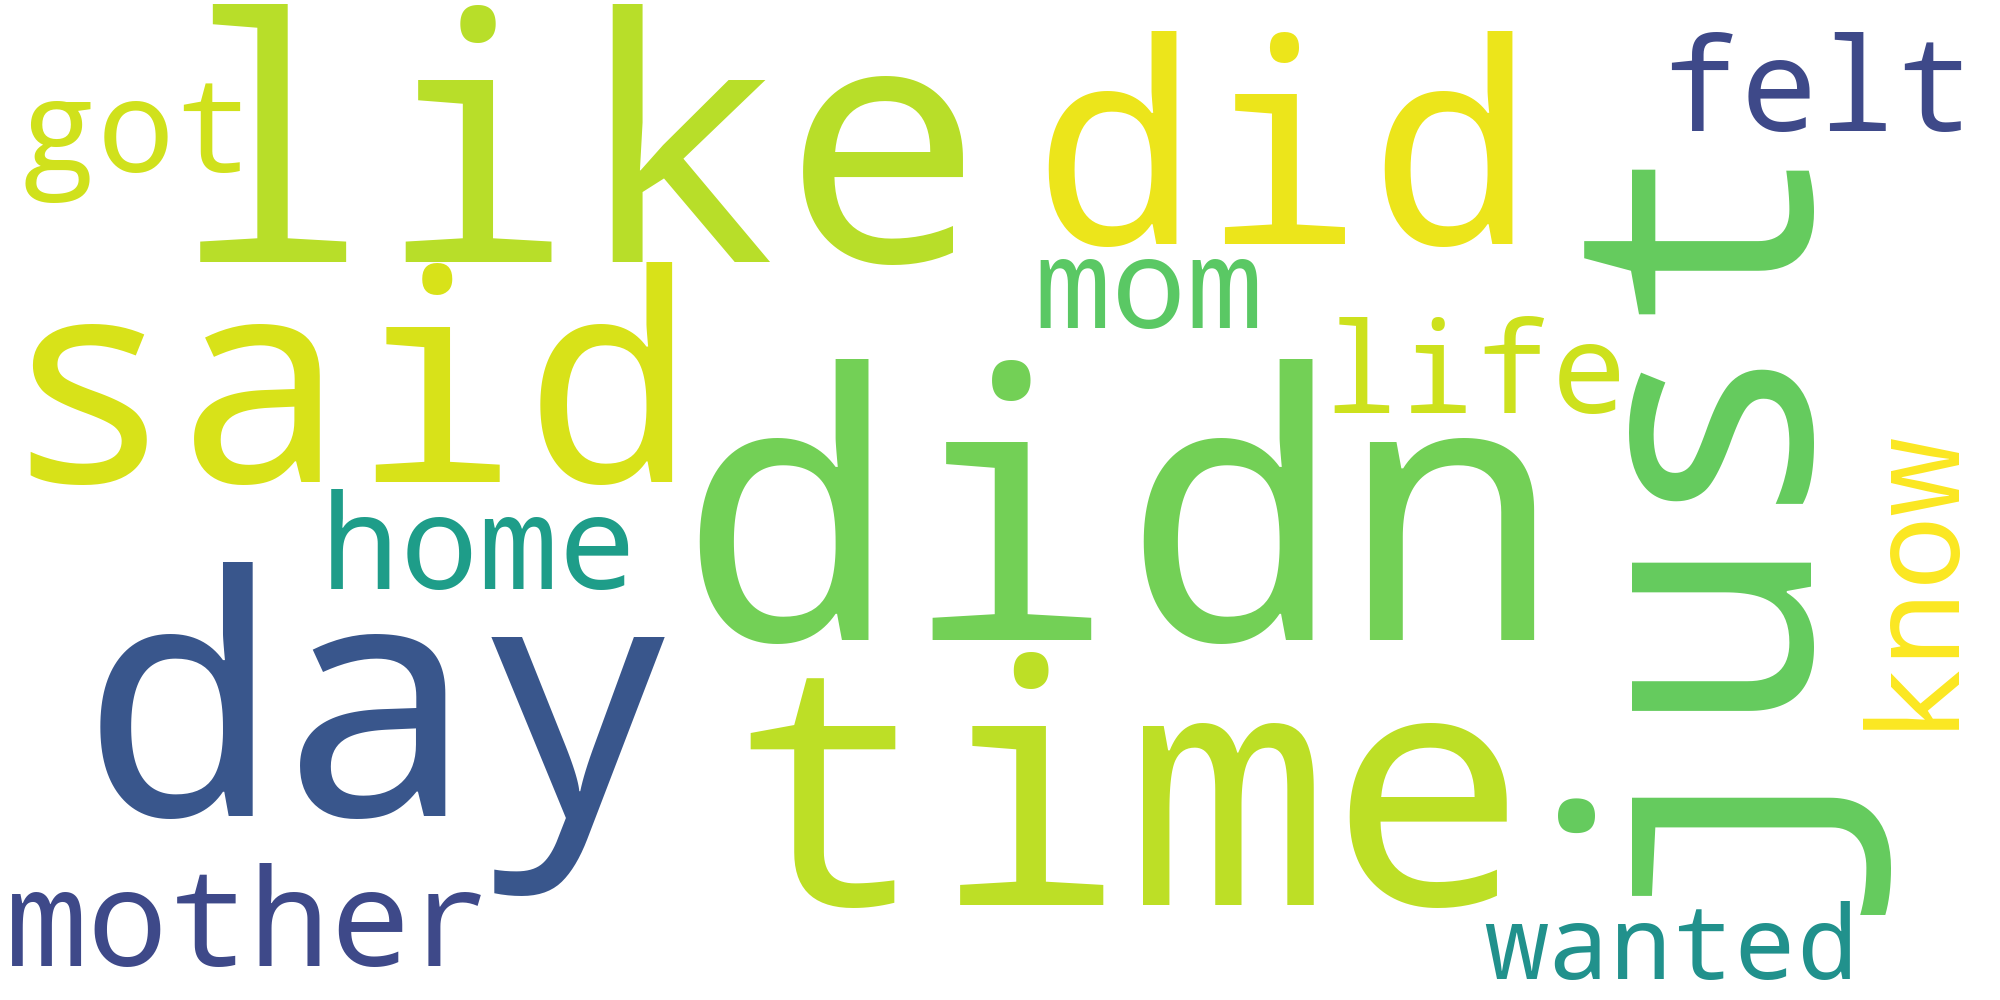 like
did
felt
got
just
said
mom
life
didn
know
home
day
time
mother
wanted